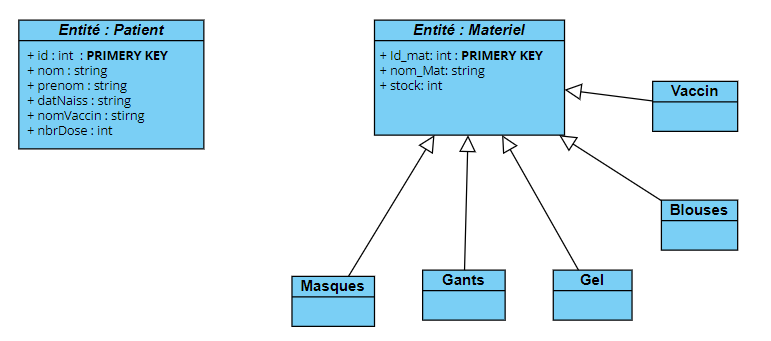 Entité : Patient
+ id : int : PRIMERY KEY
+ nom : string
+ prenom : string
+ datNaiss : string
+ nomVaccin : stirng
+ nbrDose : int
Entité : Materiel
+ Id_mat: int : PRIMERY KEY
+ nom_Mat: string
+ stock: int
Vaccin
Blouses
Masques
Gants
Gel